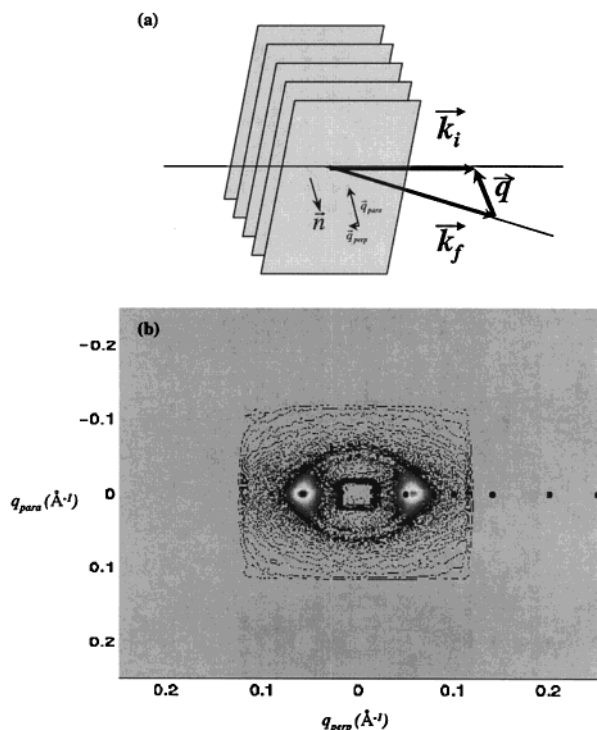 (a)
k_i
q
q_para
n
q_perp
k_f
(b)
-0.2
-0.1
0
0.1
0.2
q_para (Å⁻¹)
0.2 0.1 0 0.1 0.2
q_perp (Å⁻¹)